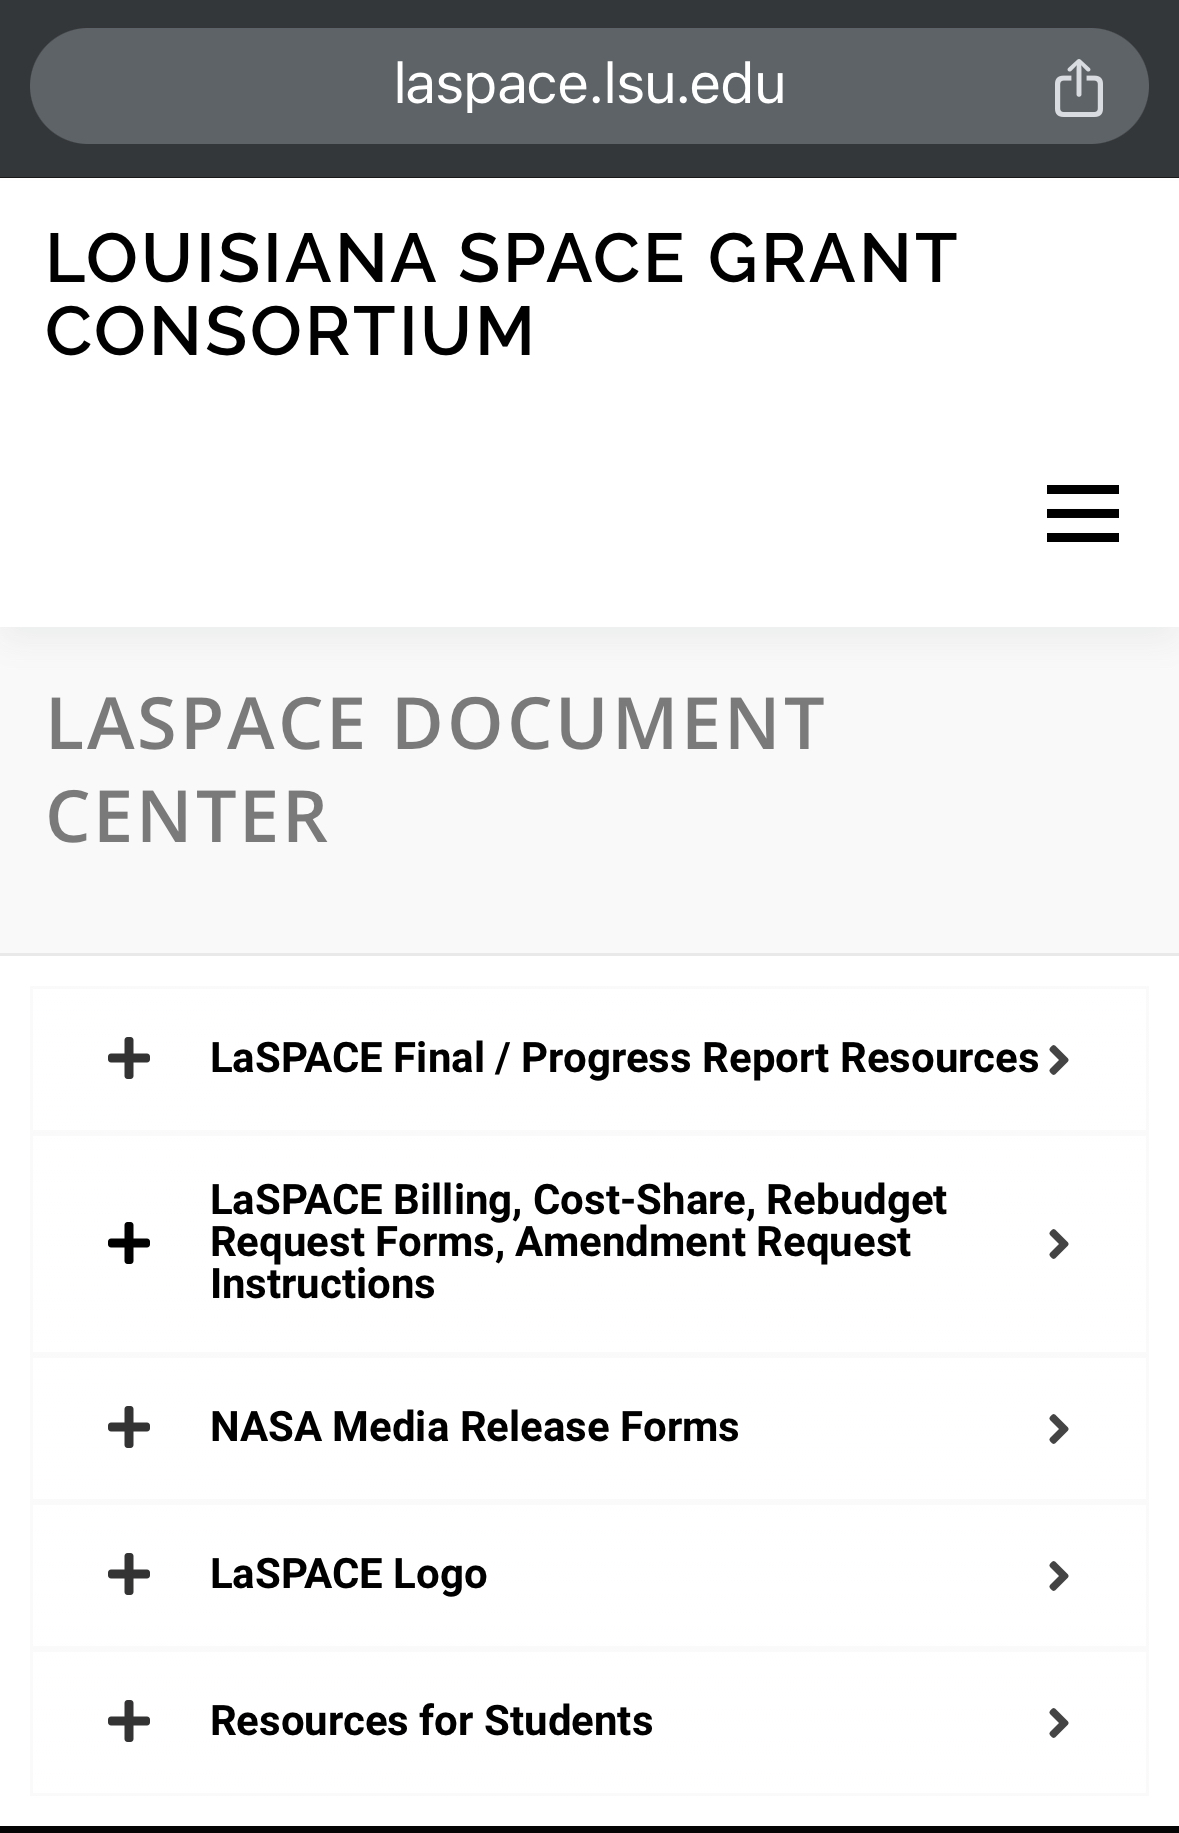 laspace.lsu.edu
LOUISIANA SPACE GRANT
CONSORTIUM
LASPACE DOCUMENT
CENTER
LaSPACE Final / Progress Report Resources
LaSPACE Billing, Cost-Share, Rebudget
Request Forms, Amendment Request
Instructions
NASA Media Release Forms
LaSPACE Logo
Resources for Students